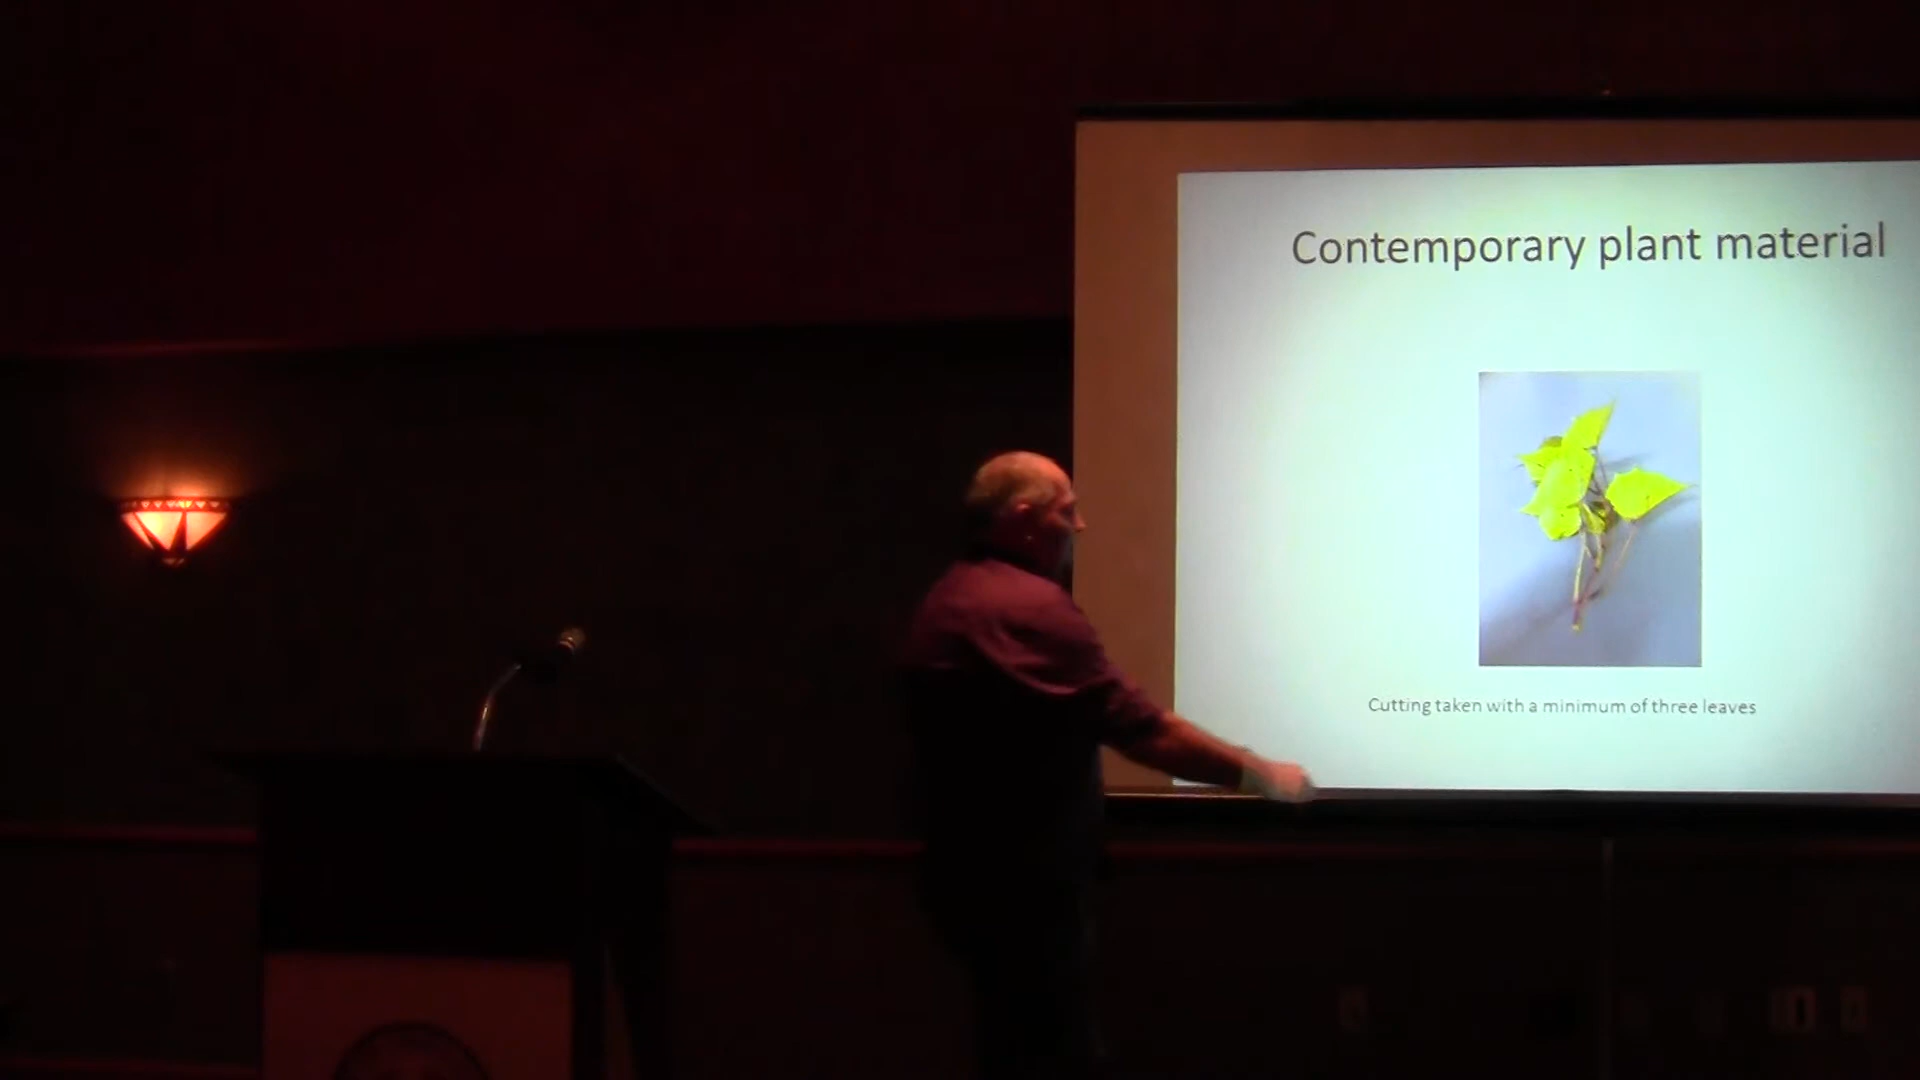 Contemporary plant material
Cutting taken with a minimum of three leaves